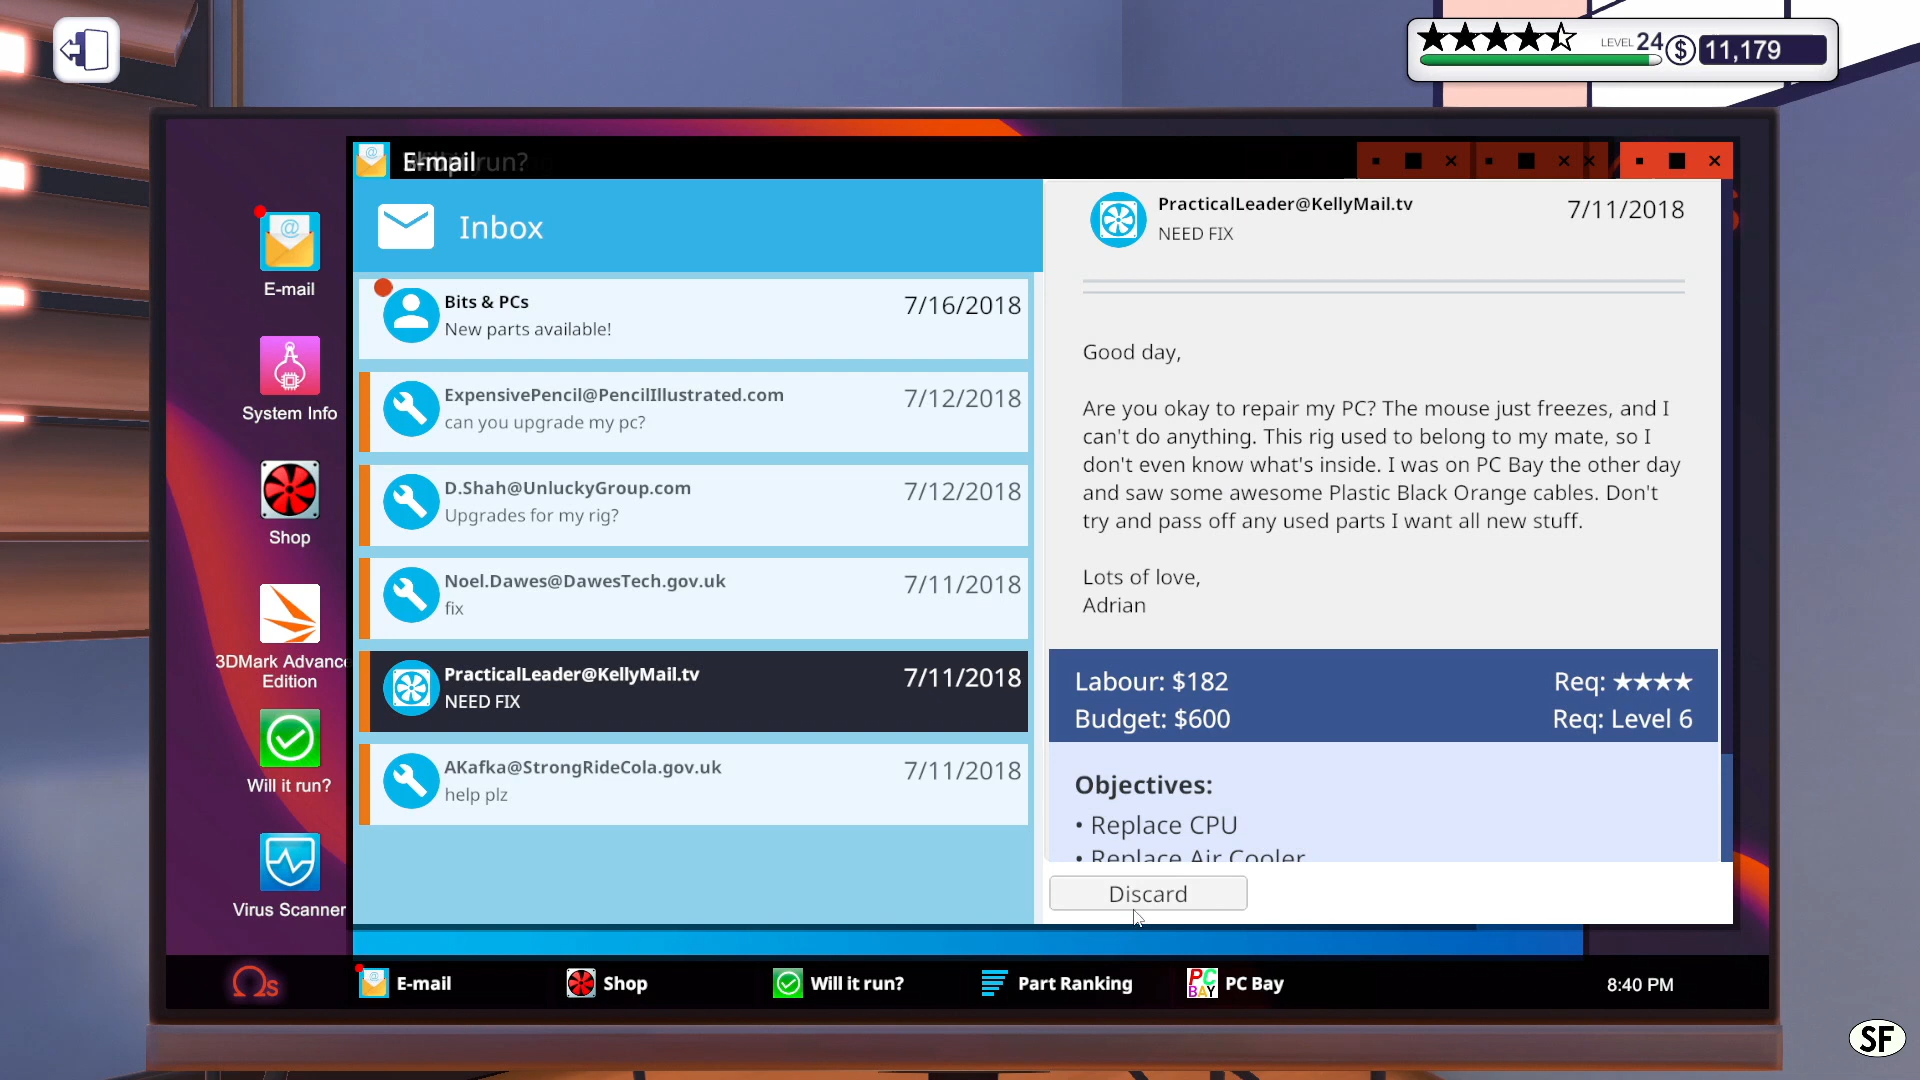 LEVEL 24
$ 11,179
E-mail
Inbox
Bits & PCs
7/16/2018
New parts available!
ExpensivePencil@PencilIllustrated.com
7/12/2018
can you upgrade my pc?
D.Shah@UnluckyGroup.com
7/12/2018
Upgrades for my rig?
Noel.Dawes@DawesTech.gov.uk
7/11/2018
fix
PracticalLeader@KellyMail.tv
7/11/2018
NEED FIX
AKafka@StrongRideCola.gov.uk
7/11/2018
help plz
PracticalLeader@KellyMail.tv
7/11/2018
NEED FIX
Good day,
Are you okay to repair my PC? The mouse just freezes, and I
can't do anything. This rig used to belong to my mate, so I
don't even know what's inside. I was on PC Bay the other day
and saw some awesome Plastic Black Orange cables. Don't
try and pass off any used parts I want all new stuff.
Lots of love,
Adrian
Labour: $182
Req: ★★★★
Budget: $600
Req: Level 6
Objectives:
• Replace CPU
• Replace Air Cooler
Discard
E-mail
System Info
Shop
3DMark Advanc
Edition
Will it run?
Virus Scanner
Ωs
E-mail
Shop
Will it run?
Part Ranking
PC BAY
PC Bay
8:40 PM
SF